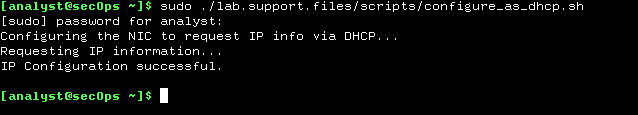 [analyst@secOps ~]$ sudo ./lab.support.files/scripts/configure_as_dhcp.sh
[sudo] password for analyst:
Configuring the NIC to request IP info via DHCP...
Requesting IP information...
IP Configuration successful.
[analyst@secOps ~]$